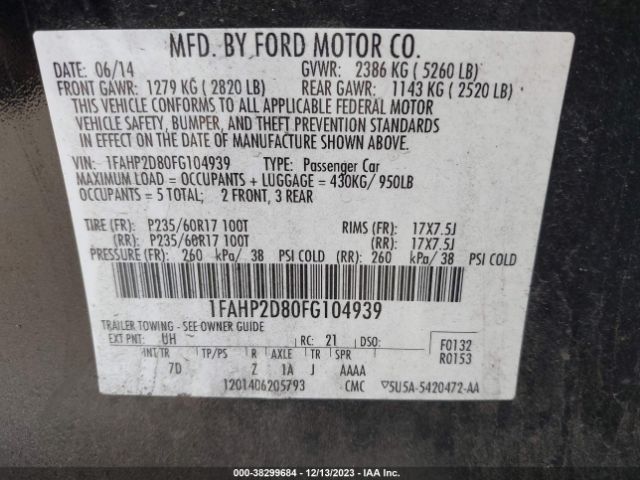 MFD. BY FORD MOTOR CO.
DATE: 06/14 GVWR: 2386 KG ( 5260 LB)
FRONT GAWR: 1279 KG ( 2820 LB) REAR GAWR: 1143 KG ( 2520 LB)
THIS VEHICLE CONFORMS TO ALL APPLICABLE FEDERAL MOTOR
VEHICLE SAFETY, BUMPER, AND THEFT PREVENTION STANDARDS
IN EFFECT ON THE DATE OF MANUFACTURE SHOWN ABOVE.
VIN: 1FAHP2D80FG104939 TYPE: Passenger Car
MAXIMUM LOAD = OCCUPANTS + LUGGAGE = 430KG/ 950LB
OCCUPANTS = 5 TOTAL: 2 FRONT, 3 REAR
TIRE (FR): P235/60R17 100T RIMS (FR): 17X7.5J
(RR): P235/60R17 100T (RR): 17X7.5J
PRESSURE (FR): 260 kPa/ 38 PSI COLD (RR): 260 kPa/ 38 PSI COLD
1FAHP2D80FG104939
TRAILER TOWING - SEE OWNER GUIDE
EXT PNT: UH RC: 21 DSO: F0132
INT TR TP/PS R AXLE TR SPR R0153
7D Z 1A J AAAA
1201406205793 CMC SU5A-5420472-AA
000-38299684 - 12/13/2023 - IAA Inc.